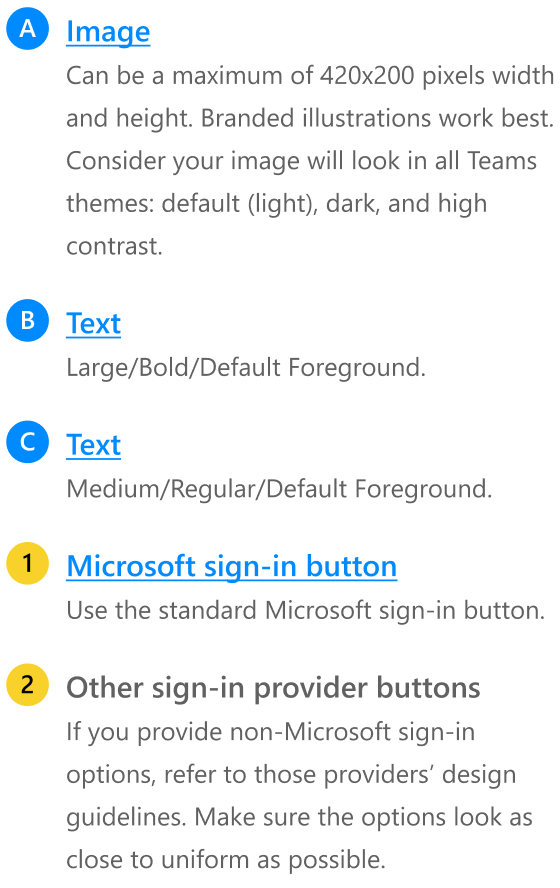 A Image
Can be a maximum of 420x200 pixels width
and height. Branded illustrations work best.
Consider your image will look in all Teams
themes: default (light), dark, and high
contrast.
B Text
Large/Bold/Default Foreground.
C Text
Medium/Regular/Default Foreground.
1 Microsoft sign-in button
Use the standard Microsoft sign-in button.
2 Other sign-in provider buttons
If you provide non-Microsoft sign-in
options, refer to those providers’ design
guidelines. Make sure the options look as
close to uniform as possible.